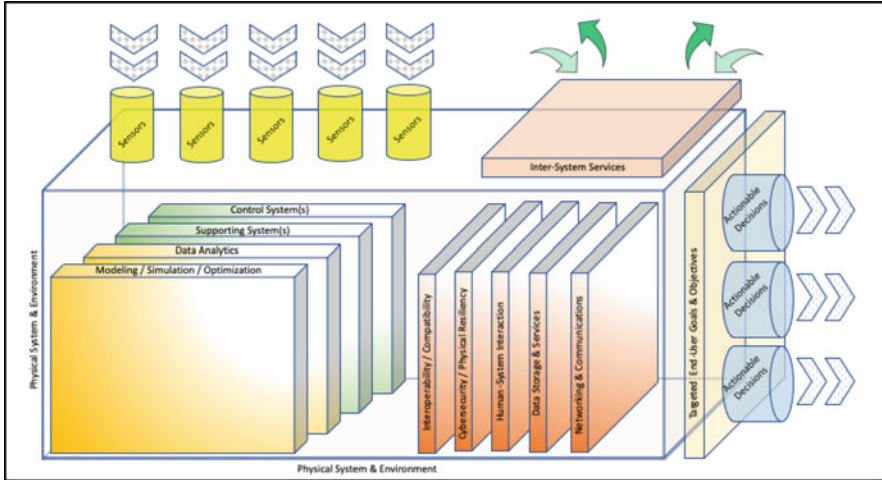 Sensors
Sensors
Sensors
Sensors
Sensors
Inter-System Services
Control System(s)
Supporting System(s)
Data Analytics
Modeling / Simulation / Optimization
Physical System & Environment
Interoperability / Compatibility
Cybersecurity / Physical Resiliency
Human-System Interaction
Data Storage & Services
Networking & Communications
Targeted End-User Goals & Objectives
Actionable
Decisions
Actionable
Decisions
Actionable
Decisions
Physical System & Environment